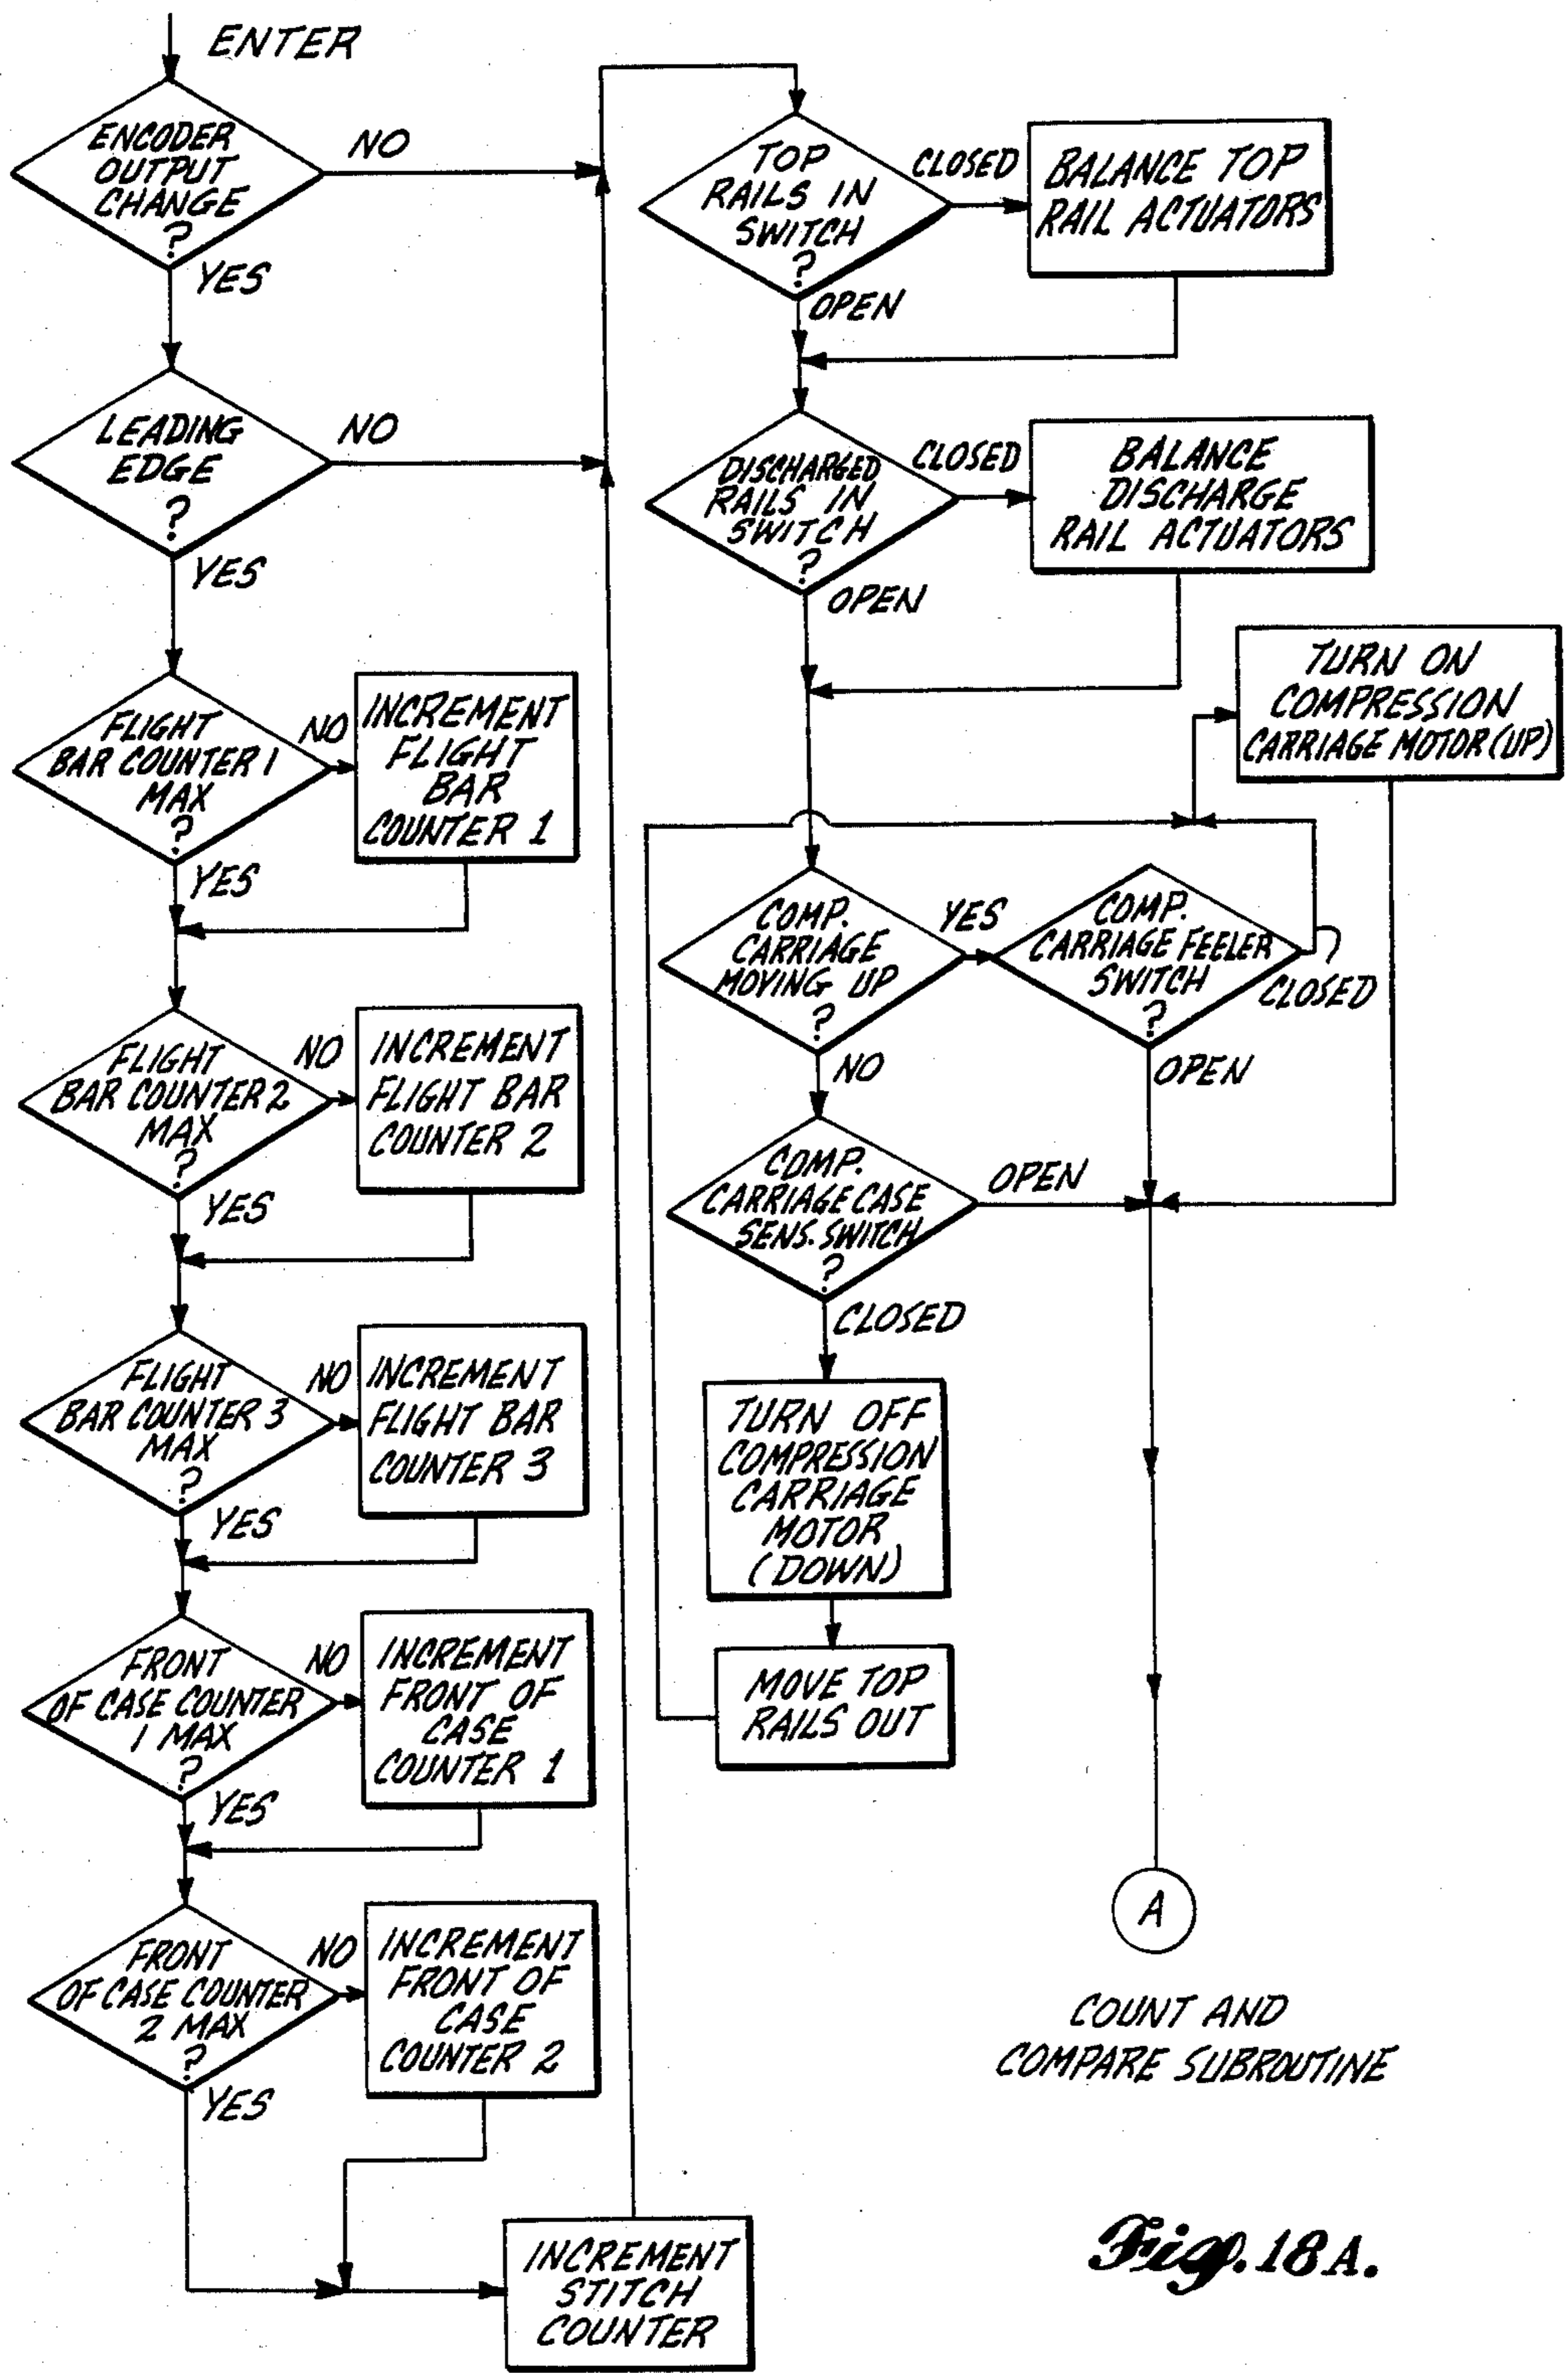 ENTER
ENCODER
OUTPUT
CHANGE
?
NO
YES
LEADING
EDGE
?
NO
YES
FLIGHT
BAR COUNTER 1
MAX
?
NO
YES
INCREMENT
FLIGHT
BAR
COUNTER 1
FLIGHT
BAR COUNTER 2
MAX
?
NO
YES
INCREMENT
FLIGHT BAR
COUNTER 2
FLIGHT
BAR COUNTER 3
MAX
?
NO
YES
INCREMENT
FLIGHT BAR
COUNTER 3
FRONT
OF CASE COUNTER
1 MAX
?
NO
YES
INCREMENT
FRONT OF
CASE
COUNTER 1
FRONT
OF CASE COUNTER
2 MAX
?
NO
YES
INCREMENT
FRONT OF
CASE
COUNTER 2
INCREMENT
STITCH
COUNTER
TOP
RAILS IN
SWITCH
?
CLOSED
OPEN
BALANCE TOP
RAIL ACTUATORS
DISCHARGED
RAILS IN
SWITCH
?
CLOSED
OPEN
BALANCE
DISCHARGE
RAIL ACTUATORS
TURN ON
COMPRESSION
CARRIAGE MOTOR (UP)
COMP.
CARRIAGE
MOVING UP
?
YES
NO
COMP.
CARRIAGE FEELER
SWITCH
?
CLOSED
OPEN
COMP.
CARRIAGE CASE
SENS. SWITCH
?
OPEN
CLOSED
TURN OFF
COMPRESSION
CARRIAGE
MOTOR
(DOWN)
MOVE TOP
RAILS OUT
A
COUNT AND
COMPARE SUBROUTINE
Fig. 18A.